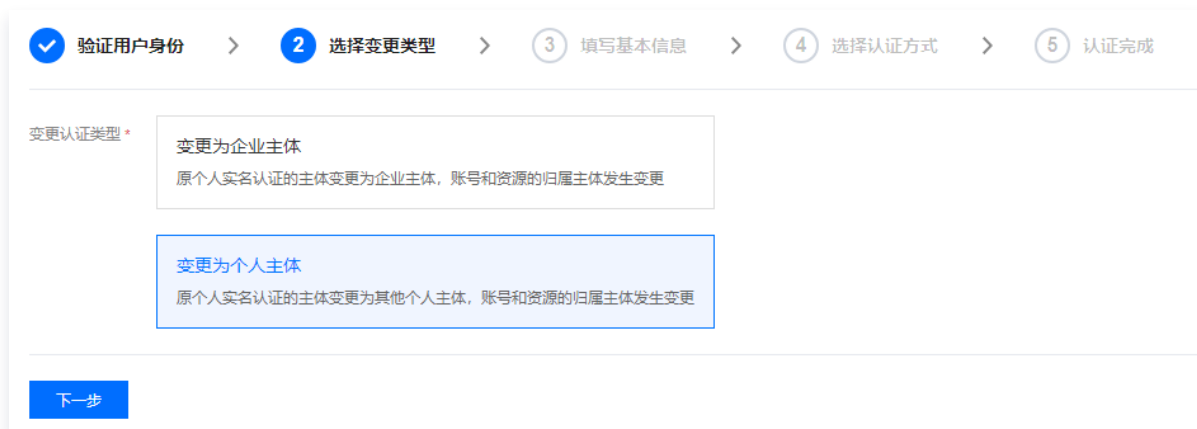 验证用户身份 > 2 选择变更类型 > 3 填写基本信息 > 4 选择认证方式 > 5 认证完成
变更认证类型 *
变更为企业主体
原个人实名认证的主体变更为企业主体，账号和资源的归属主体发生变更
变更为个人主体
原个人实名认证的主体变更为其他个人主体，账号和资源的归属主体发生变更
下一步